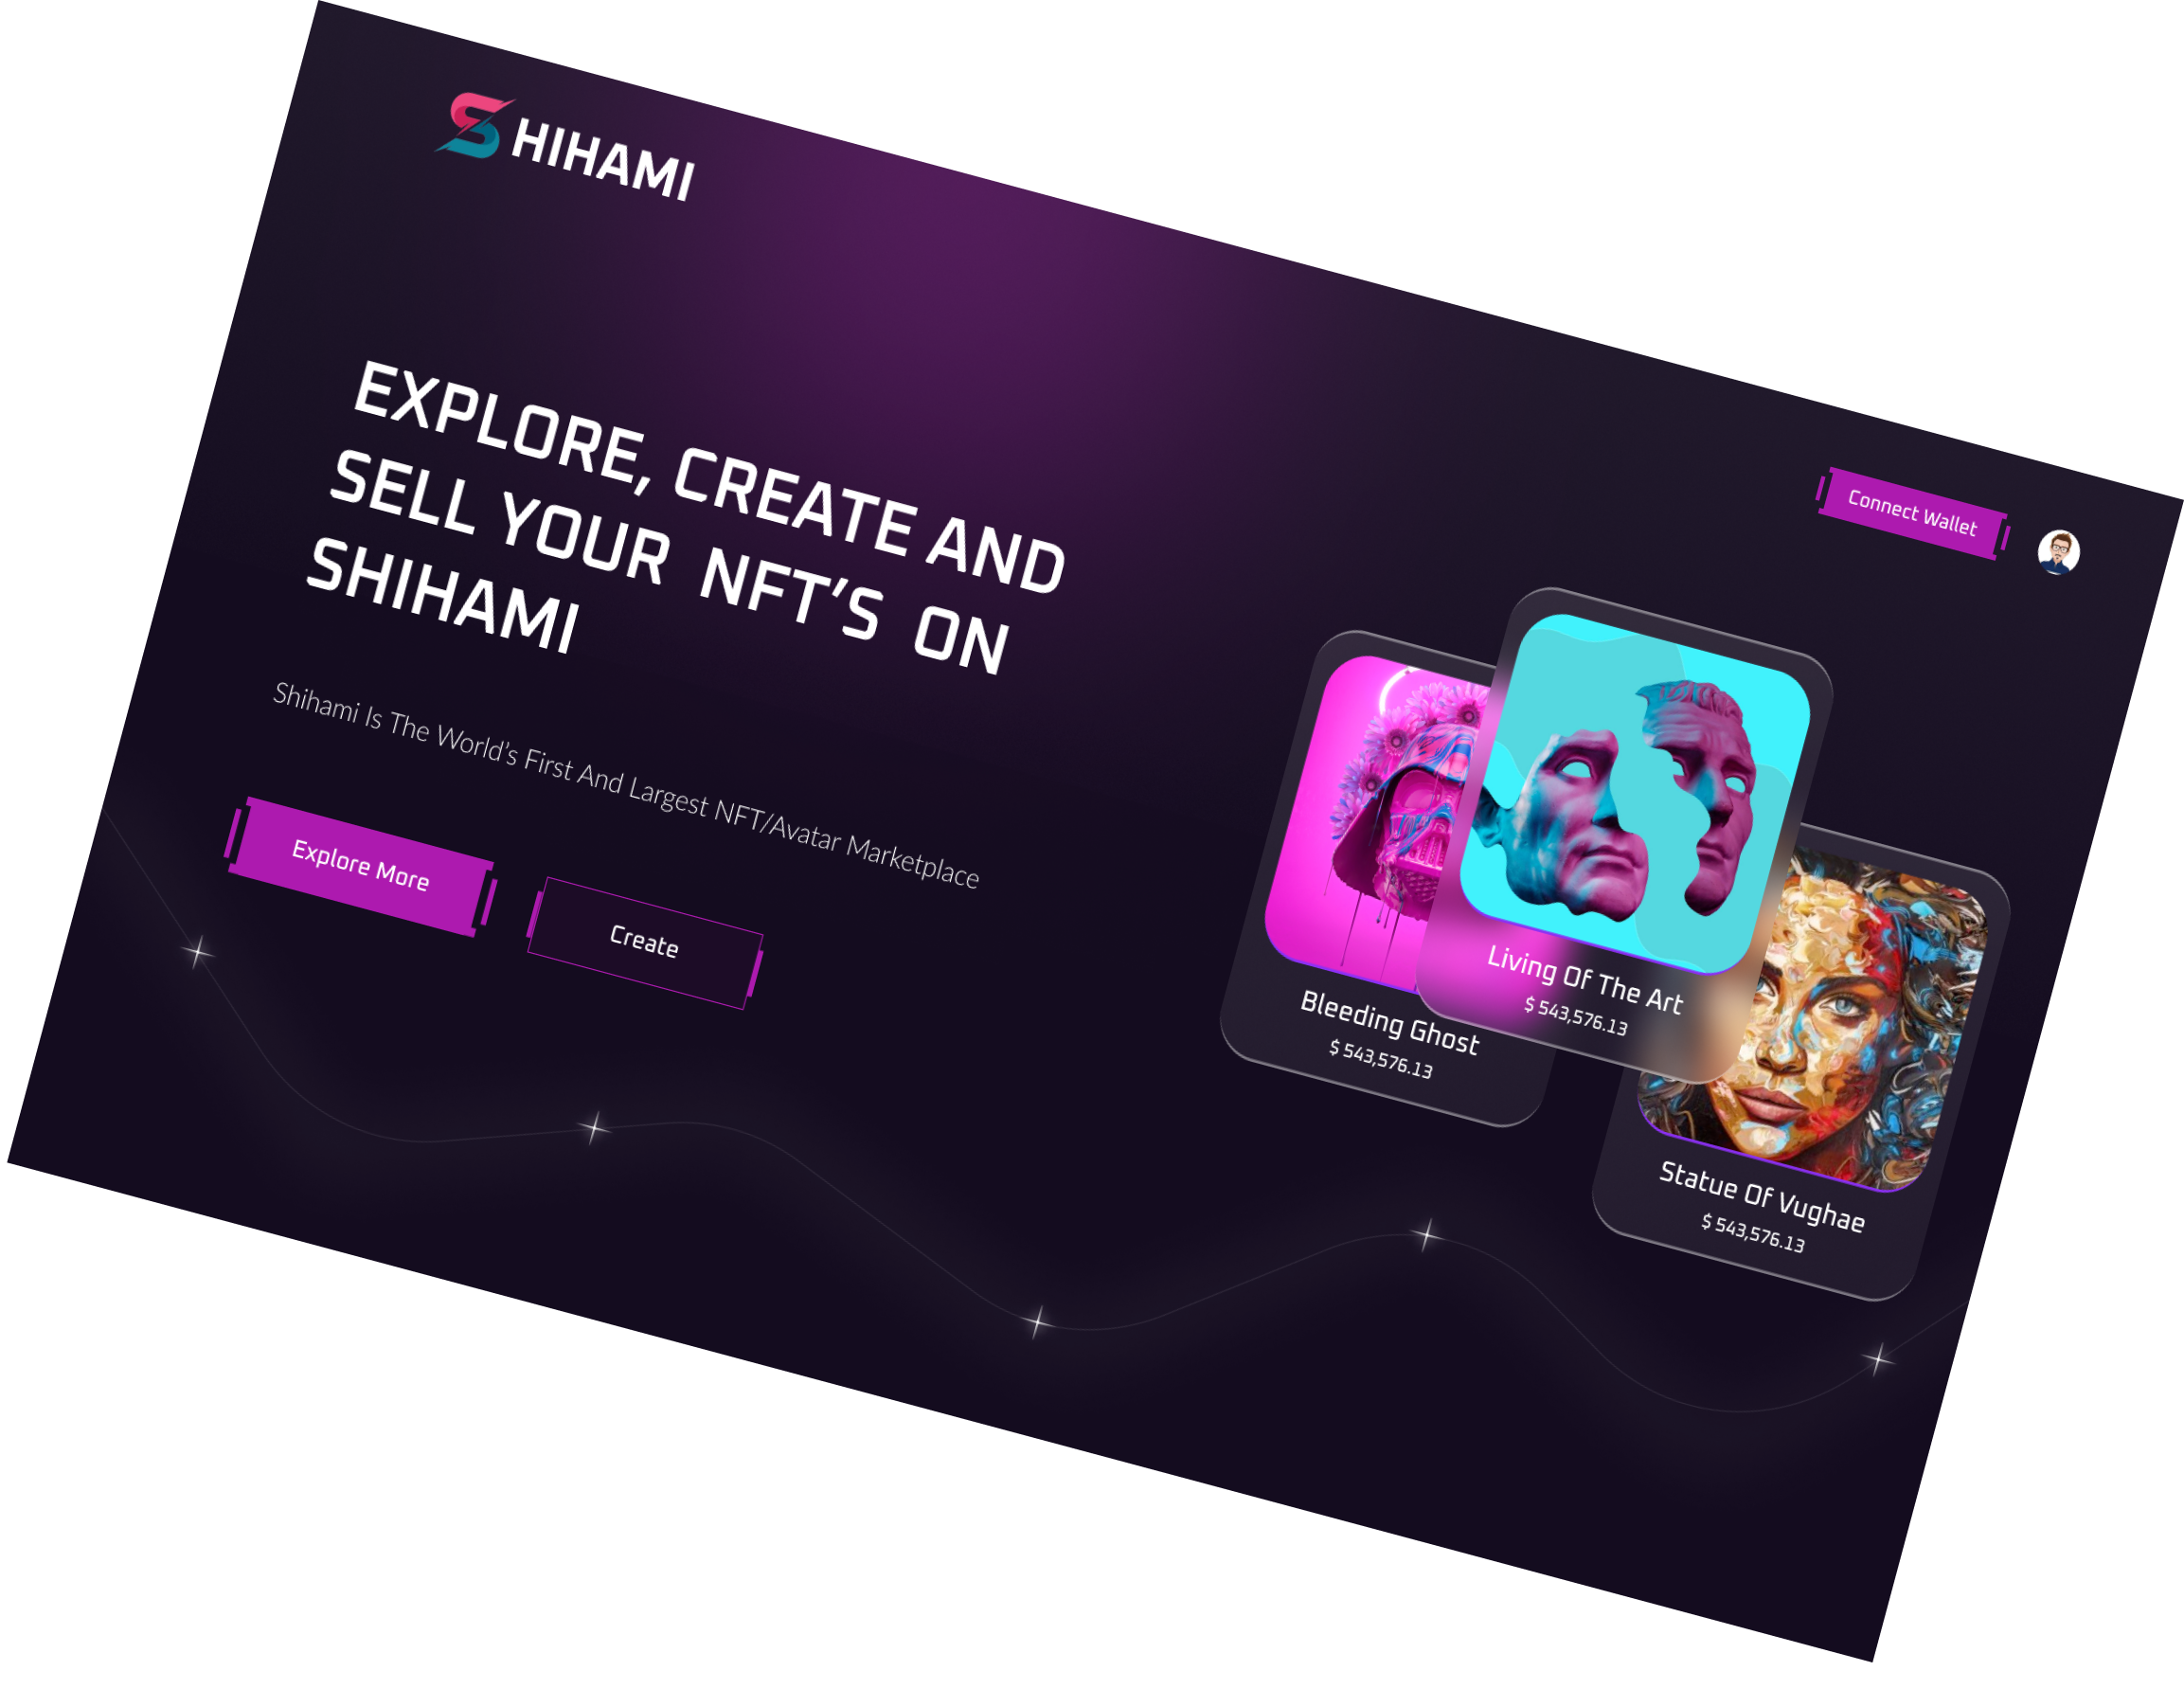 SHIHAMI
Connect Wallet
EXPLORE, CREATE AND
SELL YOUR NFT'S ON
SHIHAMI
Shihami Is The World's First And Largest NFT/Avatar Marketplace
Explore More
Create
Bleeding Ghost
$ 543,576.13
Living Of The Art
$ 543,576.13
Statue Of Vughae
$ 543,576.13